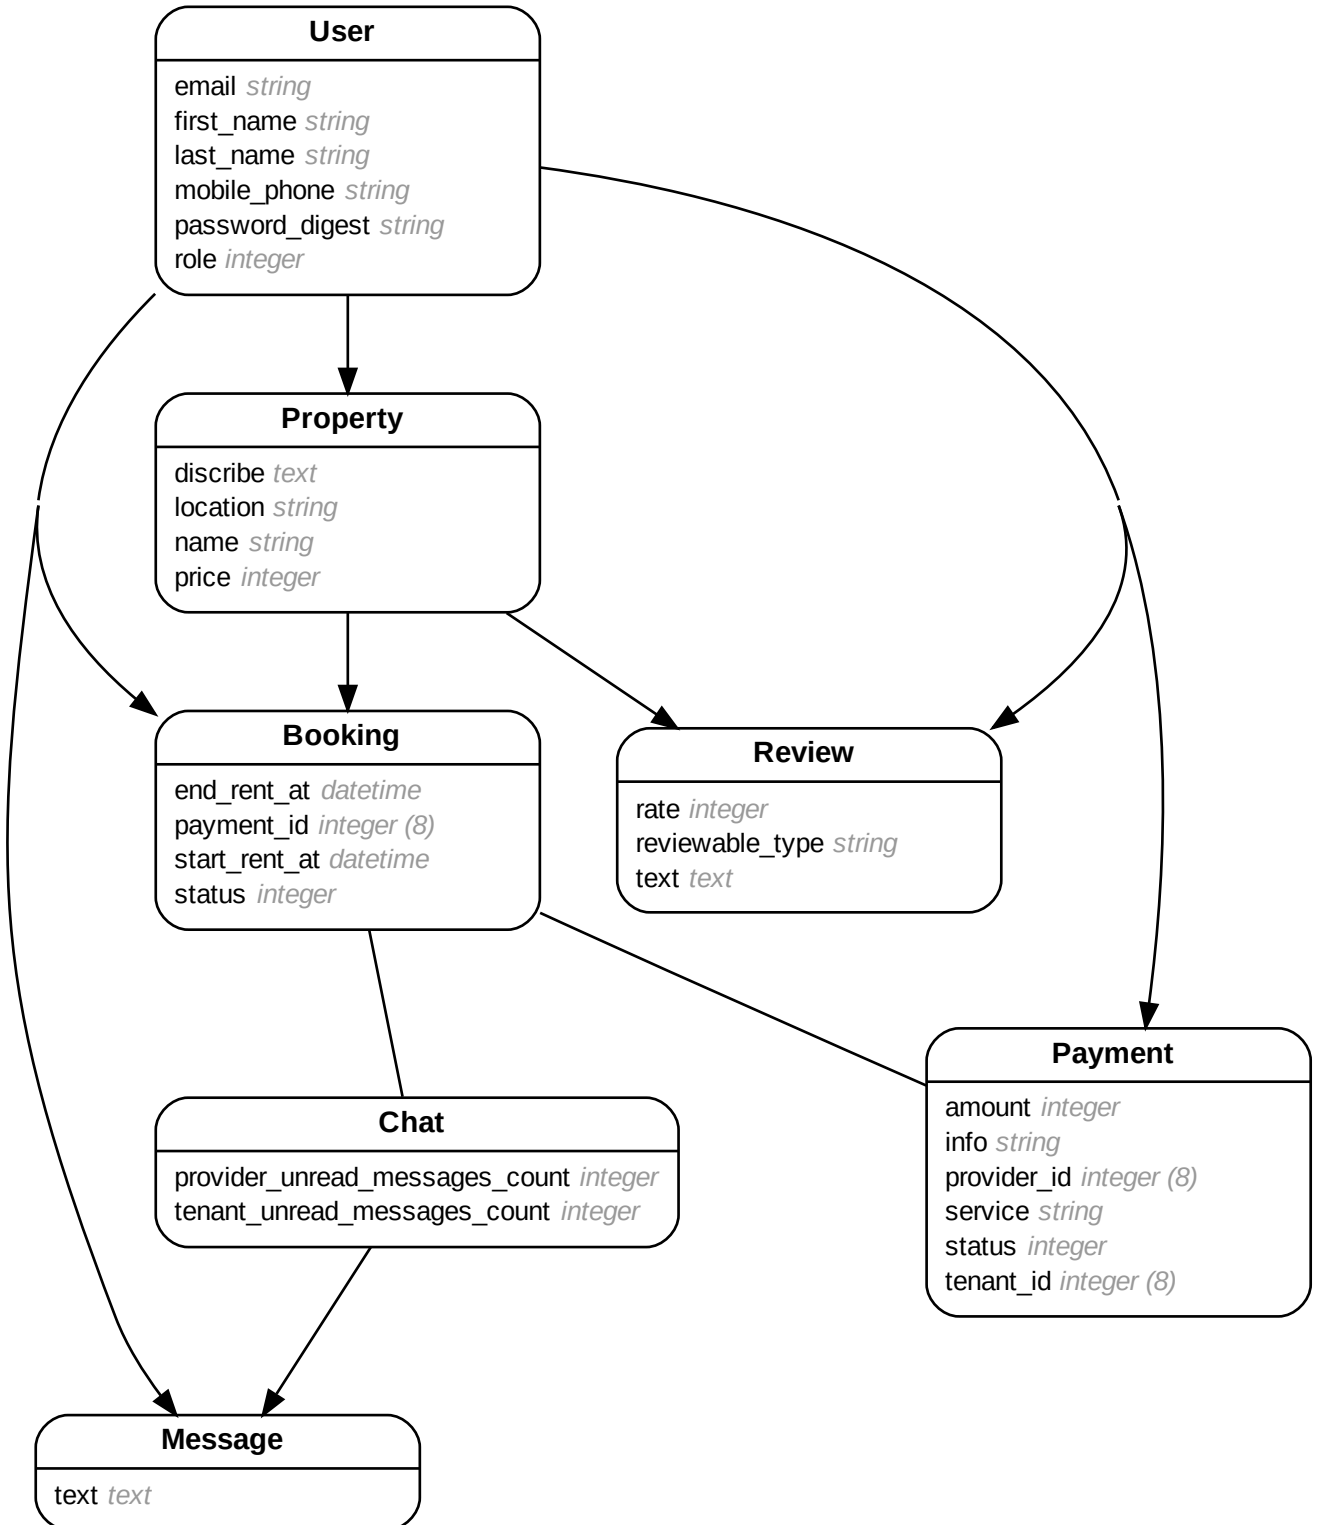 User
email string
first_name string
last_name string
mobile_phone string
password_digest string
role integer
Property
discribe text
location string
name string
price integer
Booking
end_rent_at datetime
payment_id integer (8)
start_rent_at datetime
status integer
Review
rate integer
reviewable_type string
text text
Payment
amount integer
info string
provider_id integer (8)
service string
status integer
tenant_id integer (8)
Chat
provider_unread_messages_count integer
tenant_unread_messages_count integer
Message
text text